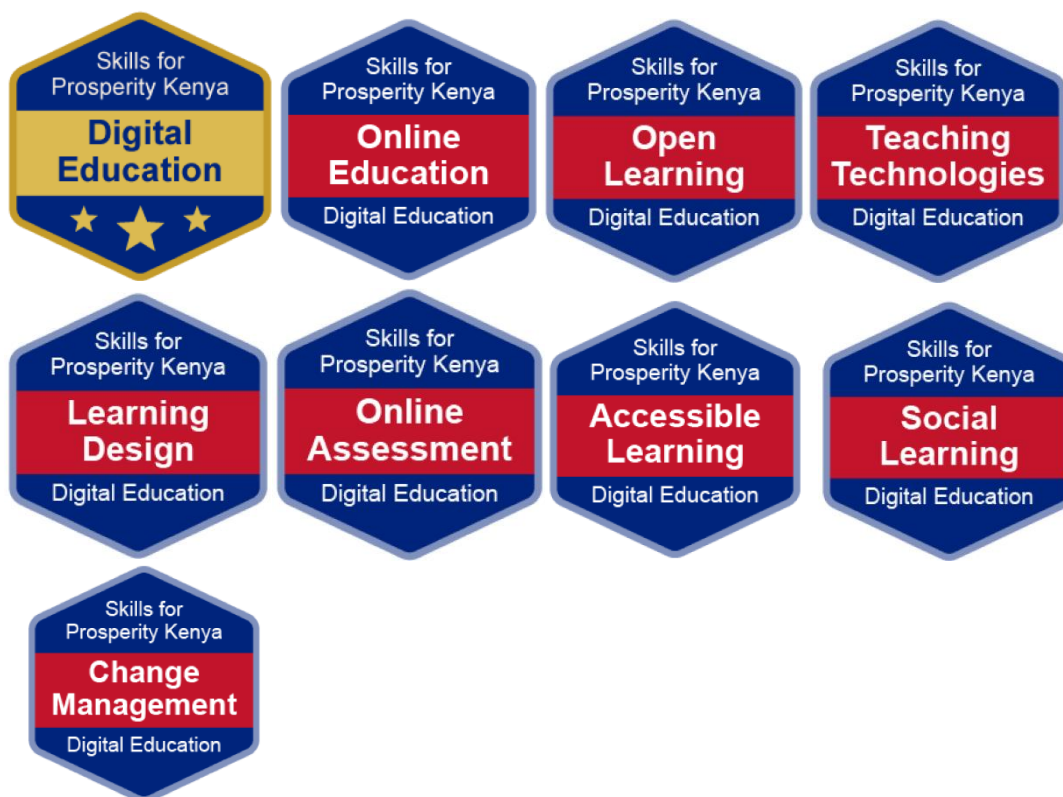 Skills for
Prosperity Kenya
Digital
Education
Skills for
Prosperity Kenya
Online
Education
Digital Education
Skills for
Prosperity Kenya
Open
Learning
Digital Education
Skills for
Prosperity Kenya
Teaching
Technologies
Digital Education
Skills for
Prosperity Kenya
Learning
Design
Digital Education
Skills for
Prosperity Kenya
Online
Assessment
Digital Education
Skills for
Prosperity Kenya
Accessible
Learning
Digital Education
Skills for
Prosperity Kenya
Social
Learning
Digital Education
Skills for
Prosperity Kenya
Change
Management
Digital Education